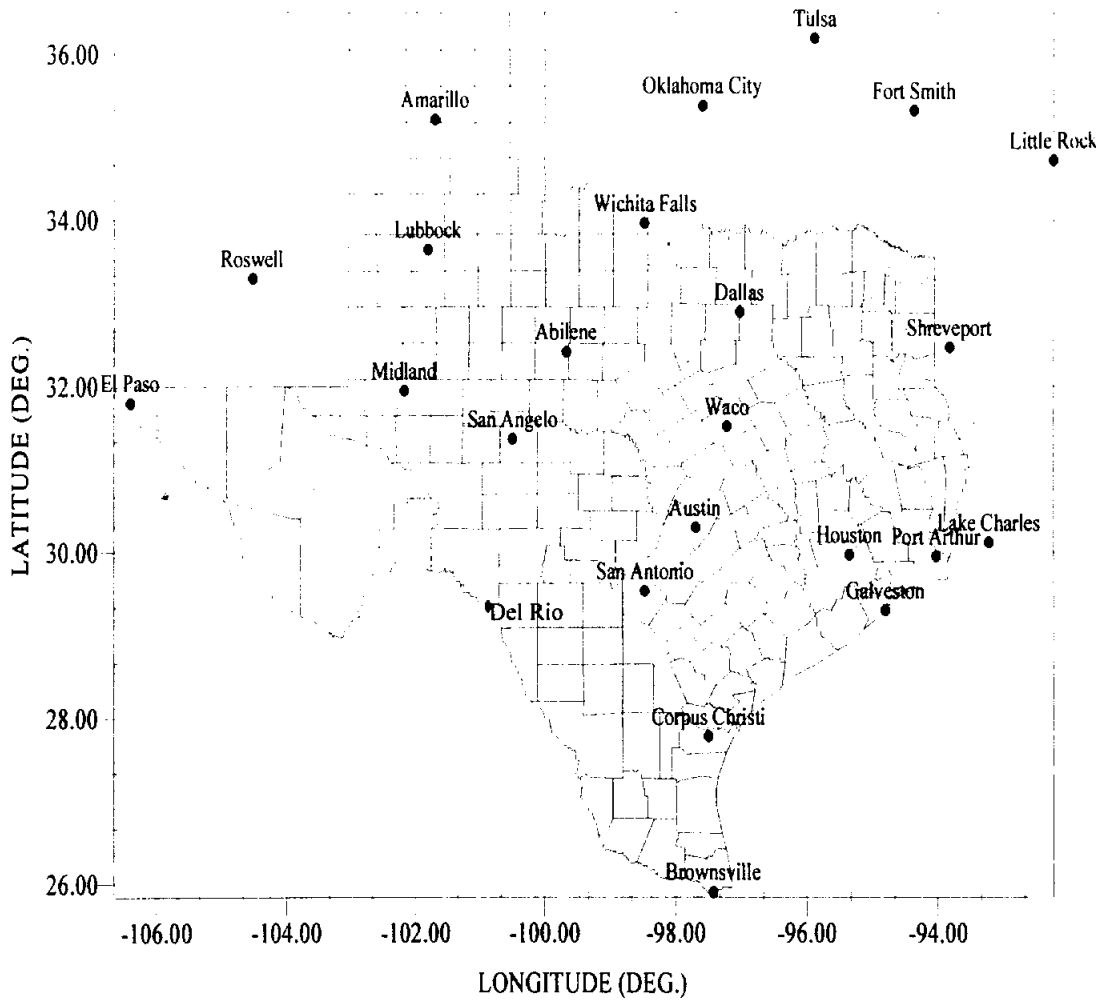 Tulsa
36.00
Oklahoma City
Fort Smith
Amarillo
Little Rock
Wichita Falls
34.00
Lubbock
Roswell
Dallas
Shreveport
Abilene
Midland
32.00
El Paso
Waco
San Angelo
LATITUDE (DEG.)
Austin
Lake Charles
Houston
Port Arthur
30.00
San Antonio
Galveston
Del Rio
28.00
Corpus Christi
Brownsville
26.00
-106.00 -104.00 -102.00 -100.00 -98.00 -96.00 -94.00
LONGITUDE (DEG.)